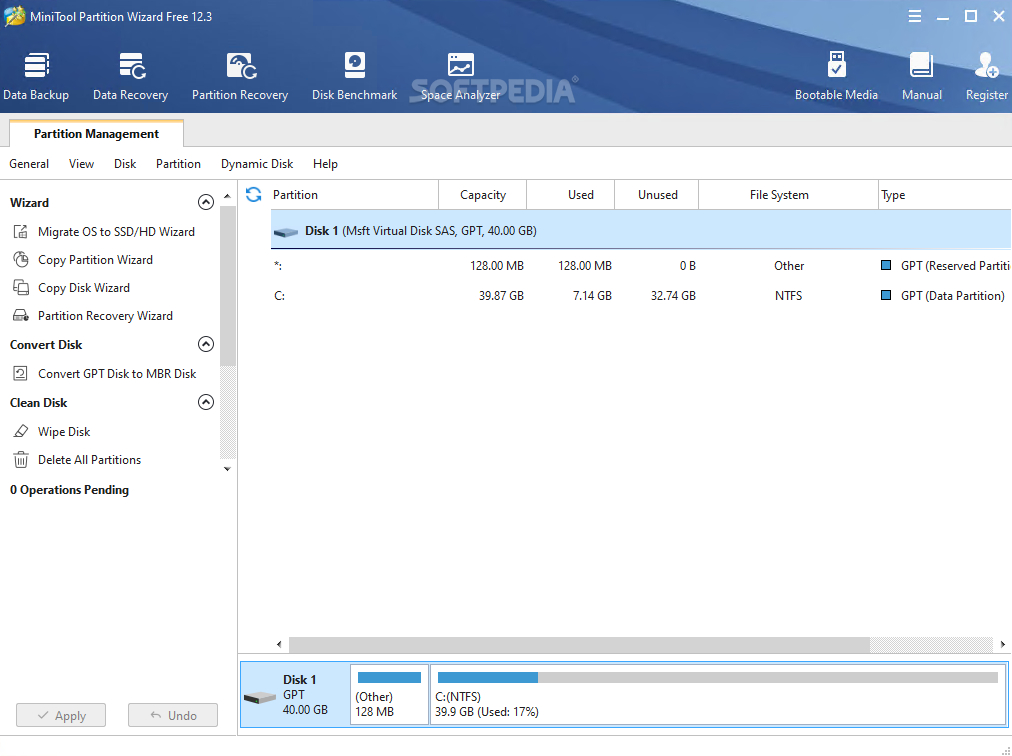 MiniTool Partition Wizard Free 12.3
Data Backup
Data Recovery
Partition Recovery
Disk Benchmark
Space Analyzer
SOFTPEDIA®
Bootable Media
Manual
Register
Partition Management
General View Disk Partition Dynamic Disk Help
Wizard
Migrate OS to SSD/HD Wizard
Copy Partition Wizard
Copy Disk Wizard
Partition Recovery Wizard
Convert Disk
Convert GPT Disk to MBR Disk
Clean Disk
Wipe Disk
Delete All Partitions
0 Operations Pending
Apply
Undo
Partition Capacity Used Unused File System Type
Disk 1 (Msft Virtual Disk SAS, GPT, 40.00 GB)
*: 128.00 MB 128.00 MB 0 B Other GPT (Reserved Partiti
C: 39.87 GB 7.14 GB 32.74 GB NTFS GPT (Data Partition)
Disk 1
GPT
40.00 GB
(Other)
128 MB
C:(NTFS)
39.9 GB (Used: 17%)